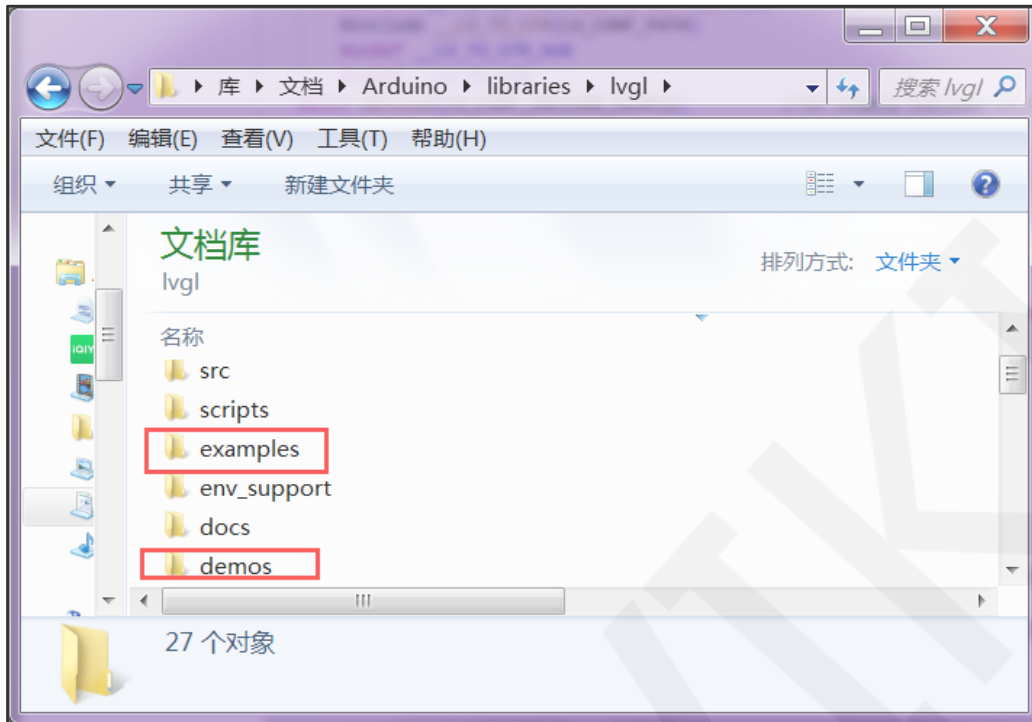 库 ▸ 文档 ▸ Arduino ▸ libraries ▸ lvgl ▸ 搜索 lvgl
文件(F) 编辑(E) 查看(V) 工具(T) 帮助(H)
组织 共享 新建文件夹
文档库
排列方式: 文件夹
lvgl
名称
src
scripts
examples
env_support
docs
demos
27 个对象